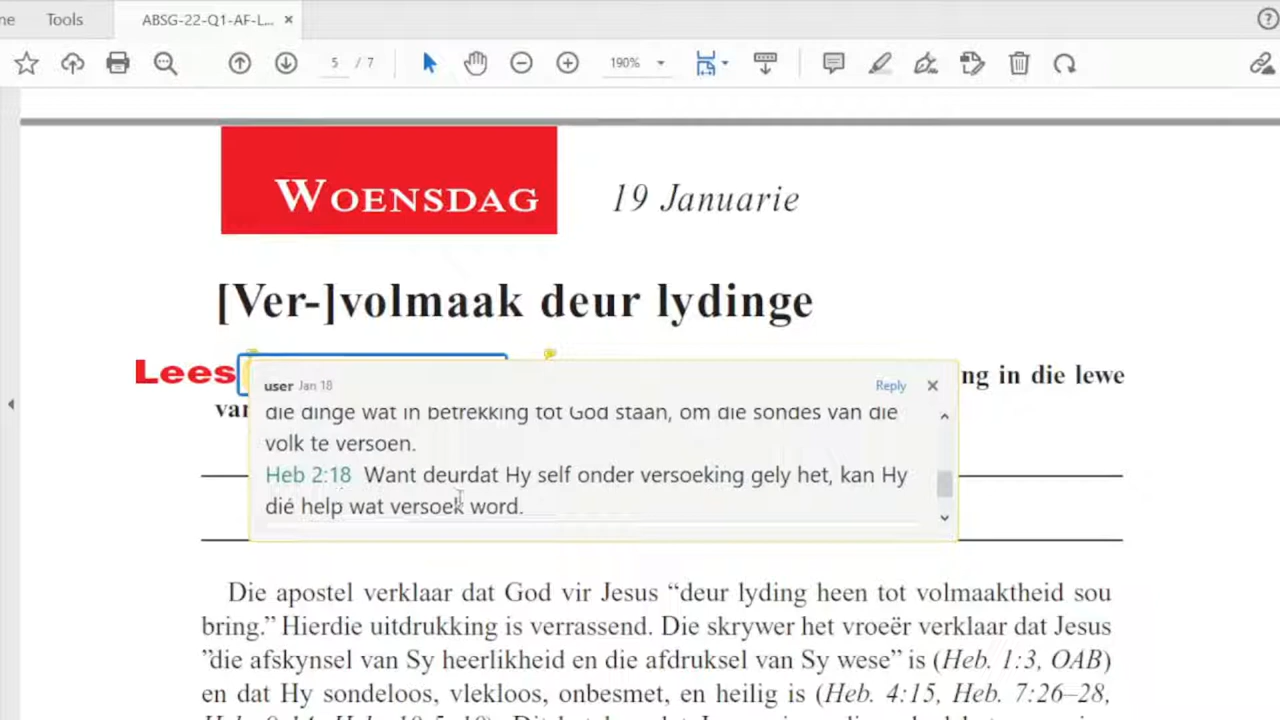 ne Tools ABSG-22-Q1-AF-L... ×
5 / 7 190%
WOENSDAG 19 Januarie
[Ver-]volmaak deur lydinge
Lees ng in die lewe
van
user Jan 18 Reply
die dinge wat in betrekking tot God staan, om die sondes van die
volk te versoen.
Heb 2:18 Want deurdat Hy self onder versoeking gely het, kan Hy
dié help wat versoek word.
Die apostel verklaar dat God vir Jesus “deur lyding heen tot volmaaktheid sou
bring.” Hierdie uitdrukking is verrassend. Die skrywer het vroeër verklaar dat Jesus
”die afskynsel van Sy heerlikheid en die afdruksel van Sy wese” is (Heb. 1:3, OAB)
en dat Hy sondeloos, vlekloos, onbesmet, en heilig is (Heb. 4:15, Heb. 7:26–28,